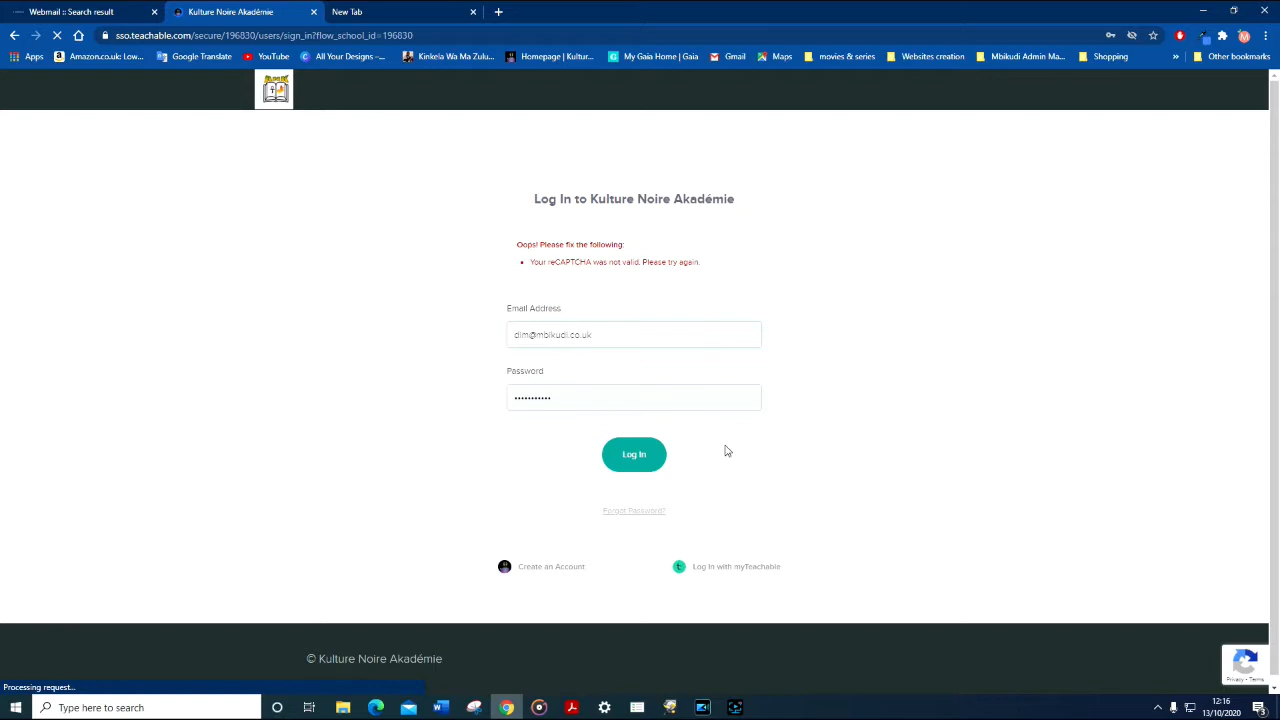 Webmail :: Search result
Kulture Noire Akadémie
New Tab
sso.teachable.com/secure/196830/users/sign_in?flow_school_id=196830
Apps
Amazon.co.uk: Low...
Google Translate
YouTube
All Your Designs –...
Kinkela Wa Ma Zulu...
Homepage | Kultur...
My Gaia Home | Gaia
Gmail
Maps
movies & series
Websites creation
Mbikudi Admin Ma...
Shopping
»
Other bookmarks
Log In to Kulture Noire Akadémie
Oops! Please fix the following:
Your reCAPTCHA was not valid. Please try again.
Email Address
dim@mbikudi.co.uk
Password
•••••••••••
Log In
Forgot Password?
Create an Account
Log In with myTeachable
© Kulture Noire Akadémie
Privacy - Terms
Processing request...
Type here to search
12:16
13/10/2020